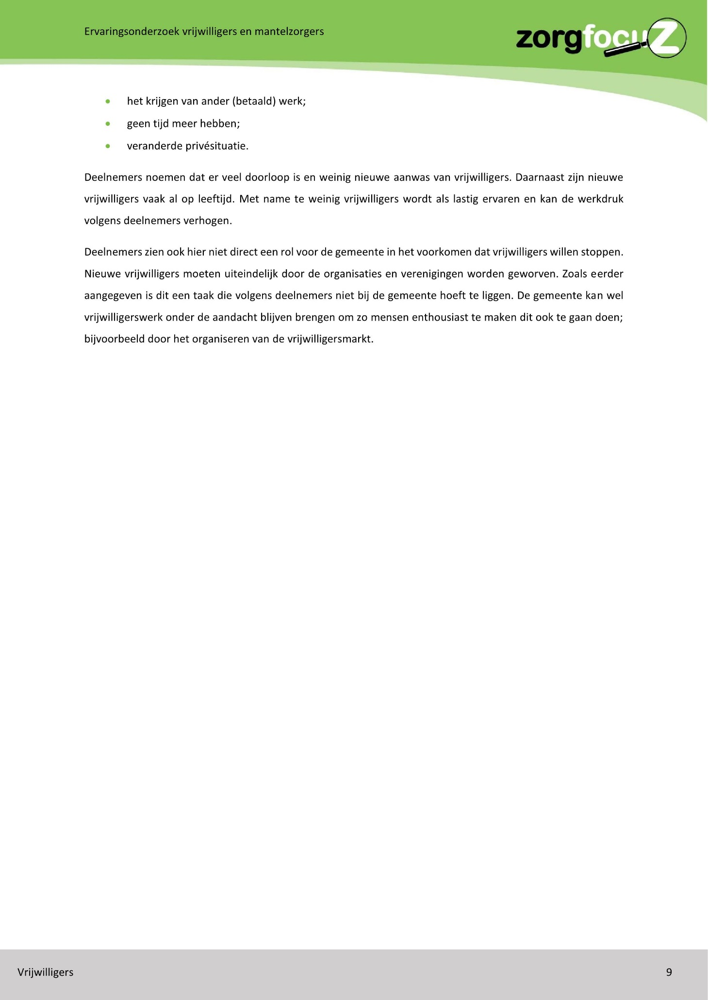 Ervaringsonderzoek vrijwilligers en mantelzorgers
zorgfocuZ
• het krijgen van ander (betaald) werk;
• geen tijd meer hebben;
• veranderde privésituatie.
Deelnemers noemen dat er veel doorloop is en weinig nieuwe aanwas van vrijwilligers. Daarnaast zijn nieuwe
vrijwilligers vaak al op leeftijd. Met name te weinig vrijwilligers wordt als lastig ervaren en kan de werkdruk
volgens deelnemers verhogen.
Deelnemers zien ook hier niet direct een rol voor de gemeente in het voorkomen dat vrijwilligers willen stoppen.
Nieuwe vrijwilligers moeten uiteindelijk door de organisaties en verenigingen worden geworven. Zoals eerder
aangegeven is dit een taak die volgens deelnemers niet bij de gemeente hoeft te liggen. De gemeente kan wel
vrijwilligerswerk onder de aandacht blijven brengen om zo mensen enthousiast te maken dit ook te gaan doen;
bijvoorbeeld door het organiseren van de vrijwilligersmarkt.
Vrijwilligers 9